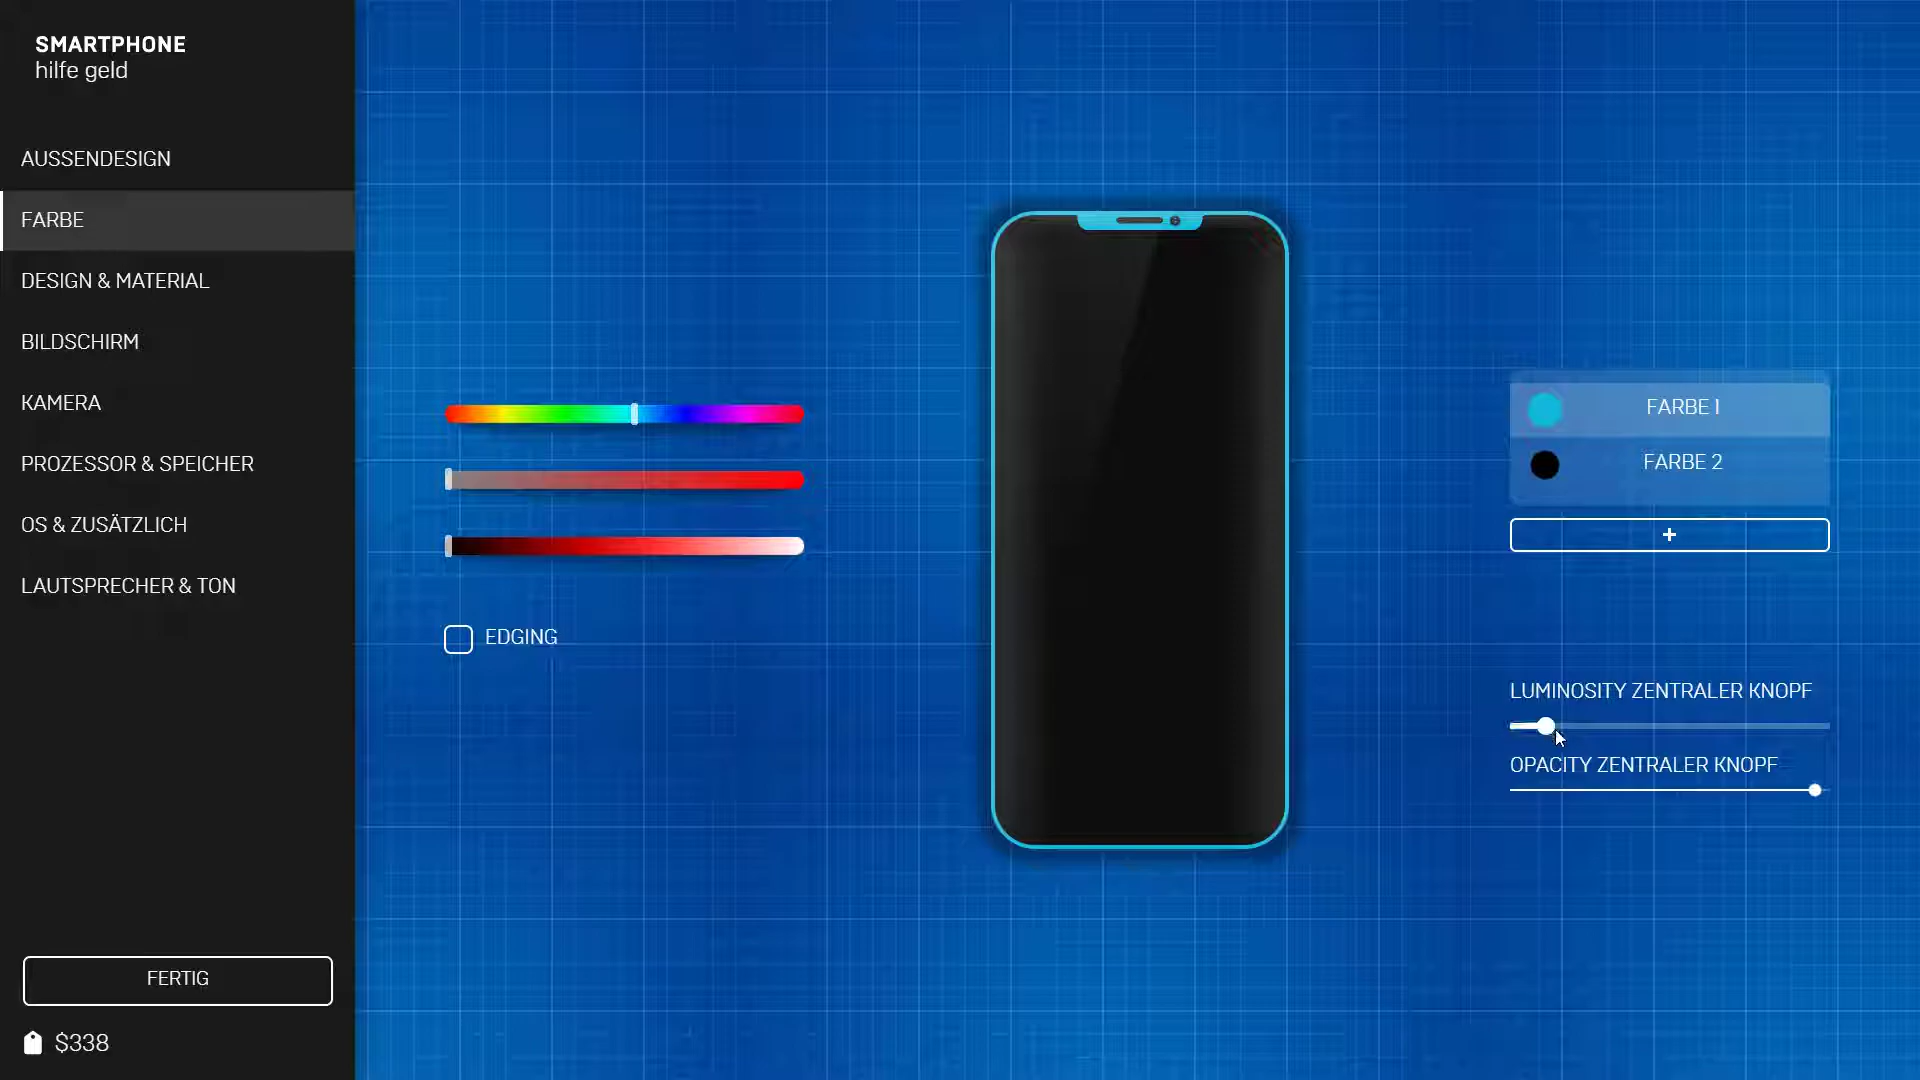 SMARTPHONE
hilfe geld
AUSSENDESIGN
FARBE
DESIGN & MATERIAL
BILDSCHIRM
KAMERA
PROZESSOR & SPEICHER
OS & ZUSÄTZLICH
LAUTSPRECHER & TON
FERTIG
$338
EDGING
FARBE 1
FARBE 2
+
LUMINOSITY ZENTRALER KNOPF
OPACITY ZENTRALER KNOPF